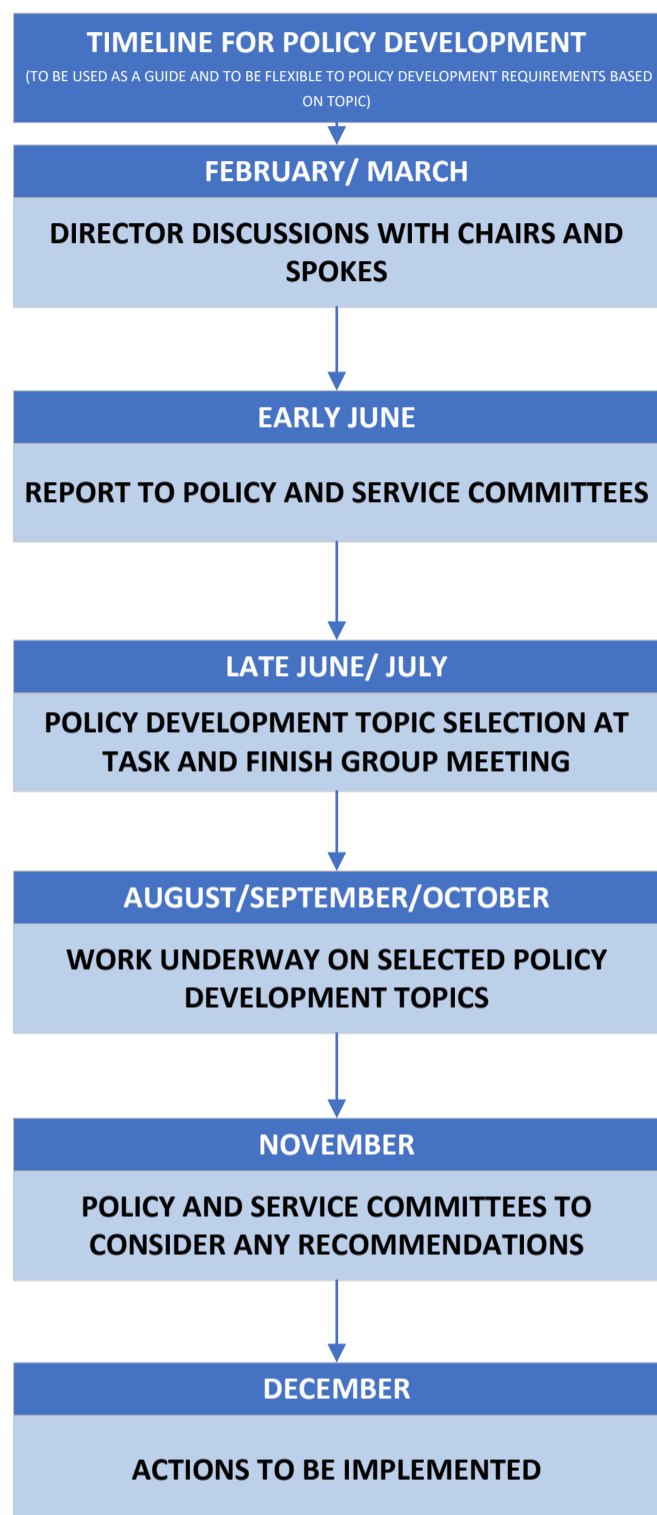 TIMELINE FOR POLICY DEVELOPMENT
(TO BE USED AS A GUIDE AND TO BE FLEXIBLE TO POLICY DEVELOPMENT REQUIREMENTS BASED
ON TOPIC)
FEBRUARY/ MARCH
DIRECTOR DISCUSSIONS WITH CHAIRS AND
SPOKES
EARLY JUNE
REPORT TO POLICY AND SERVICE COMMITTEES
LATE JUNE/ JULY
POLICY DEVELOPMENT TOPIC SELECTION AT
TASK AND FINISH GROUP MEETING
AUGUST/SEPTEMBER/OCTOBER
WORK UNDERWAY ON SELECTED POLICY
DEVELOPMENT TOPICS
NOVEMBER
POLICY AND SERVICE COMMITTEES TO
CONSIDER ANY RECOMMENDATIONS
DECEMBER
ACTIONS TO BE IMPLEMENTED